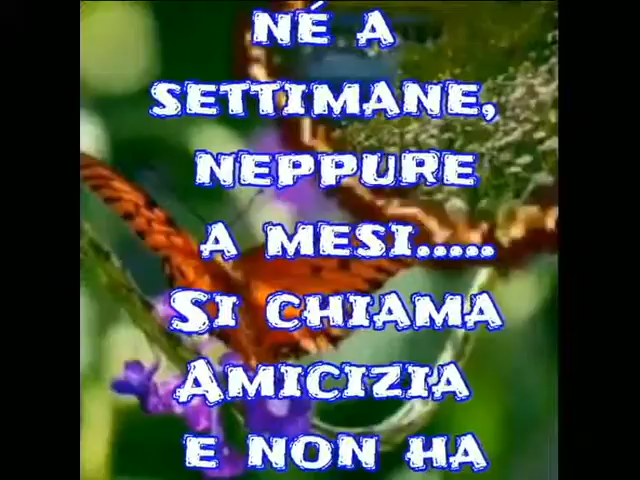 NÉ A
SETTIMANE,
NEPPURE
A MESI.....
SI CHIAMA
AMICIZIA
E NON HA